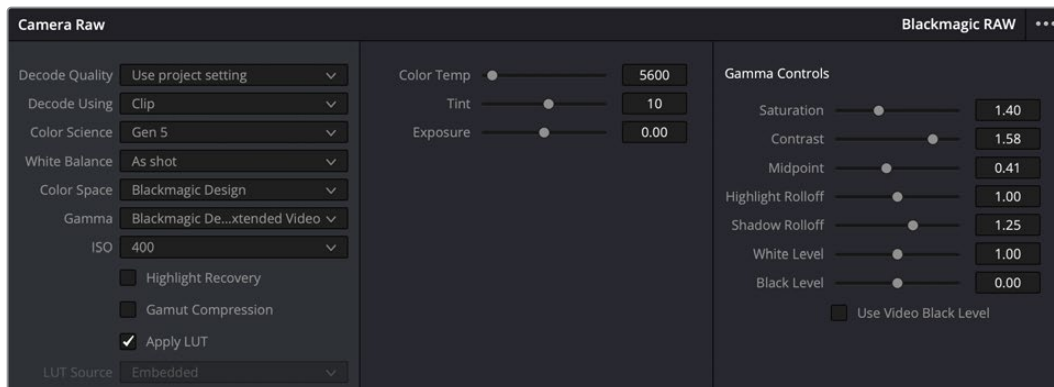 Camera Raw
Blackmagic RAW
Decode Quality Use project setting
Decode Using Clip
Color Science Gen 5
White Balance As shot
Color Space Blackmagic Design
Gamma Blackmagic De...xtended Video
ISO 400
Highlight Recovery
Gamut Compression
Apply LUT
LUT Source Embedded
Color Temp 5600
Tint 10
Exposure 0.00
Gamma Controls
Saturation 1.40
Contrast 1.58
Midpoint 0.41
Highlight Rolloff 1.00
Shadow Rolloff 1.25
White Level 1.00
Black Level 0.00
Use Video Black Level